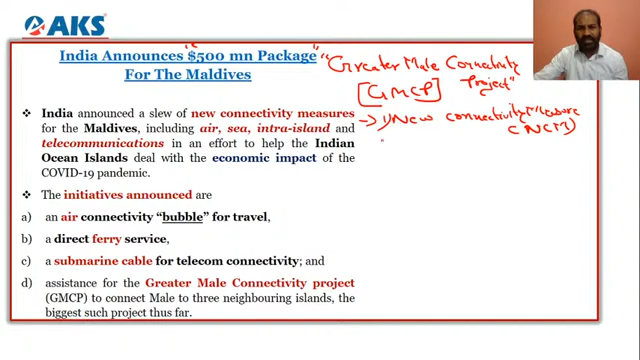 AKS
India Announces $500 mn Package
For The Maldives
"Greater Male Connectivity
Project"
[GMCP]
→ 1) New connectivity Measure
(NCM)
❖ India announced a slew of new connectivity measures
for the Maldives, including air, sea, intra-island and
telecommunications in an effort to help the Indian
Ocean Islands deal with the economic impact of the
COVID-19 pandemic.
❖ The initiatives announced are
a) an air connectivity “bubble” for travel,
b) a direct ferry service,
c) a submarine cable for telecom connectivity; and
d) assistance for the Greater Male Connectivity project
(GMCP) to connect Male to three neighbouring islands, the
biggest such project thus far.